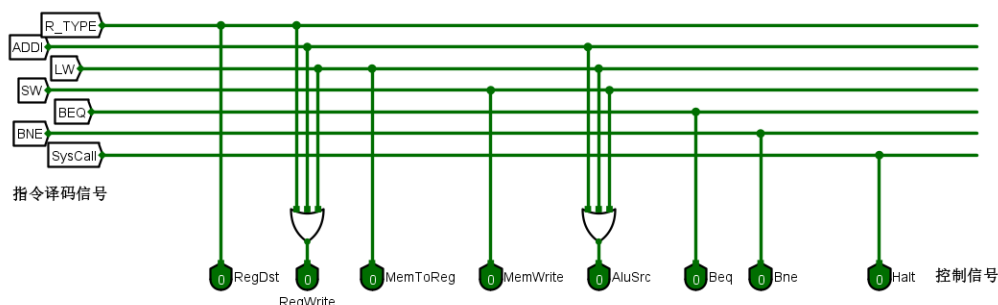 R_TYPE
ADDI
LW
SW
BEQ
BNE
SysCall
指令译码信号
0 RegDst 0 0 MemToReg 0 MemWrite 0 AluSrc 0 Beq 0 Bne 0 Halt 控制信号
RegWrite